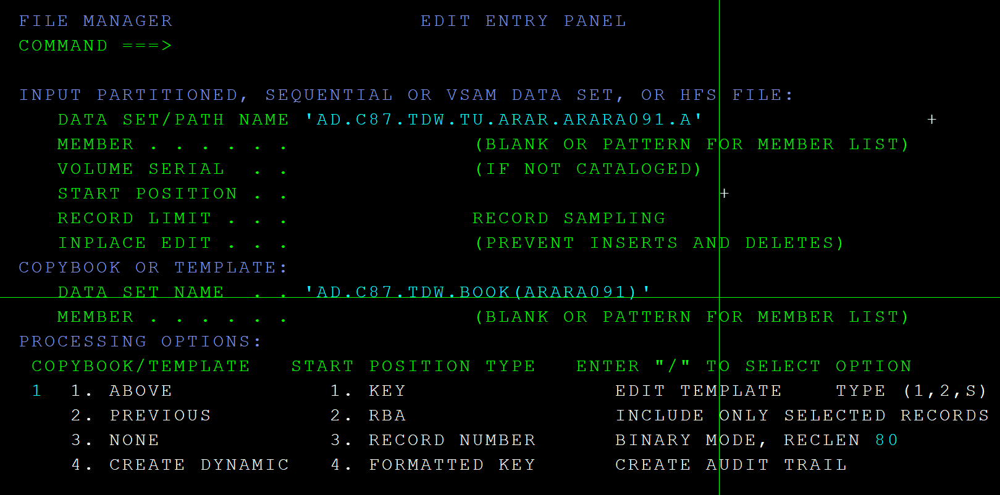 FILE MANAGER EDIT ENTRY PANEL
COMMAND ===>
INPUT PARTITIONED, SEQUENTIAL OR VSAM DATA SET, OR HFS FILE:
DATA SET/PATH NAME 'AD.C87.TDW.TU.ARAR.ARARA091.A' +
MEMBER . . . . . . (BLANK OR PATTERN FOR MEMBER LIST)
VOLUME SERIAL . . (IF NOT CATALOGED)
START POSITION . . +
RECORD LIMIT . . . RECORD SAMPLING
INPLACE EDIT . . . (PREVENT INSERTS AND DELETES)
COPYBOOK OR TEMPLATE:
DATA SET NAME . . 'AD.C87.TDW.BOOK(ARARA091)'
MEMBER . . . . . . (BLANK OR PATTERN FOR MEMBER LIST)
PROCESSING OPTIONS:
COPYBOOK/TEMPLATE START POSITION TYPE ENTER "/" TO SELECT OPTION
1 1. ABOVE 1. KEY EDIT TEMPLATE TYPE (1,2,S)
2. PREVIOUS 2. RBA INCLUDE ONLY SELECTED RECORDS
3. NONE 3. RECORD NUMBER BINARY MODE, RECLEN 80
4. CREATE DYNAMIC 4. FORMATTED KEY CREATE AUDIT TRAIL